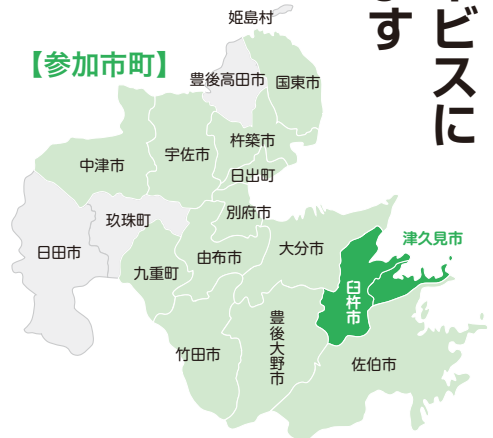 ービスに
す
【参加市町】
姫島村
豊後高田市
国東市
中津市
宇佐市
杵築市
日出町
玖珠町
別府市
日田市
九重町
由布市
大分市
津久見市
臼杵市
竹田市
豊後大野市
佐伯市